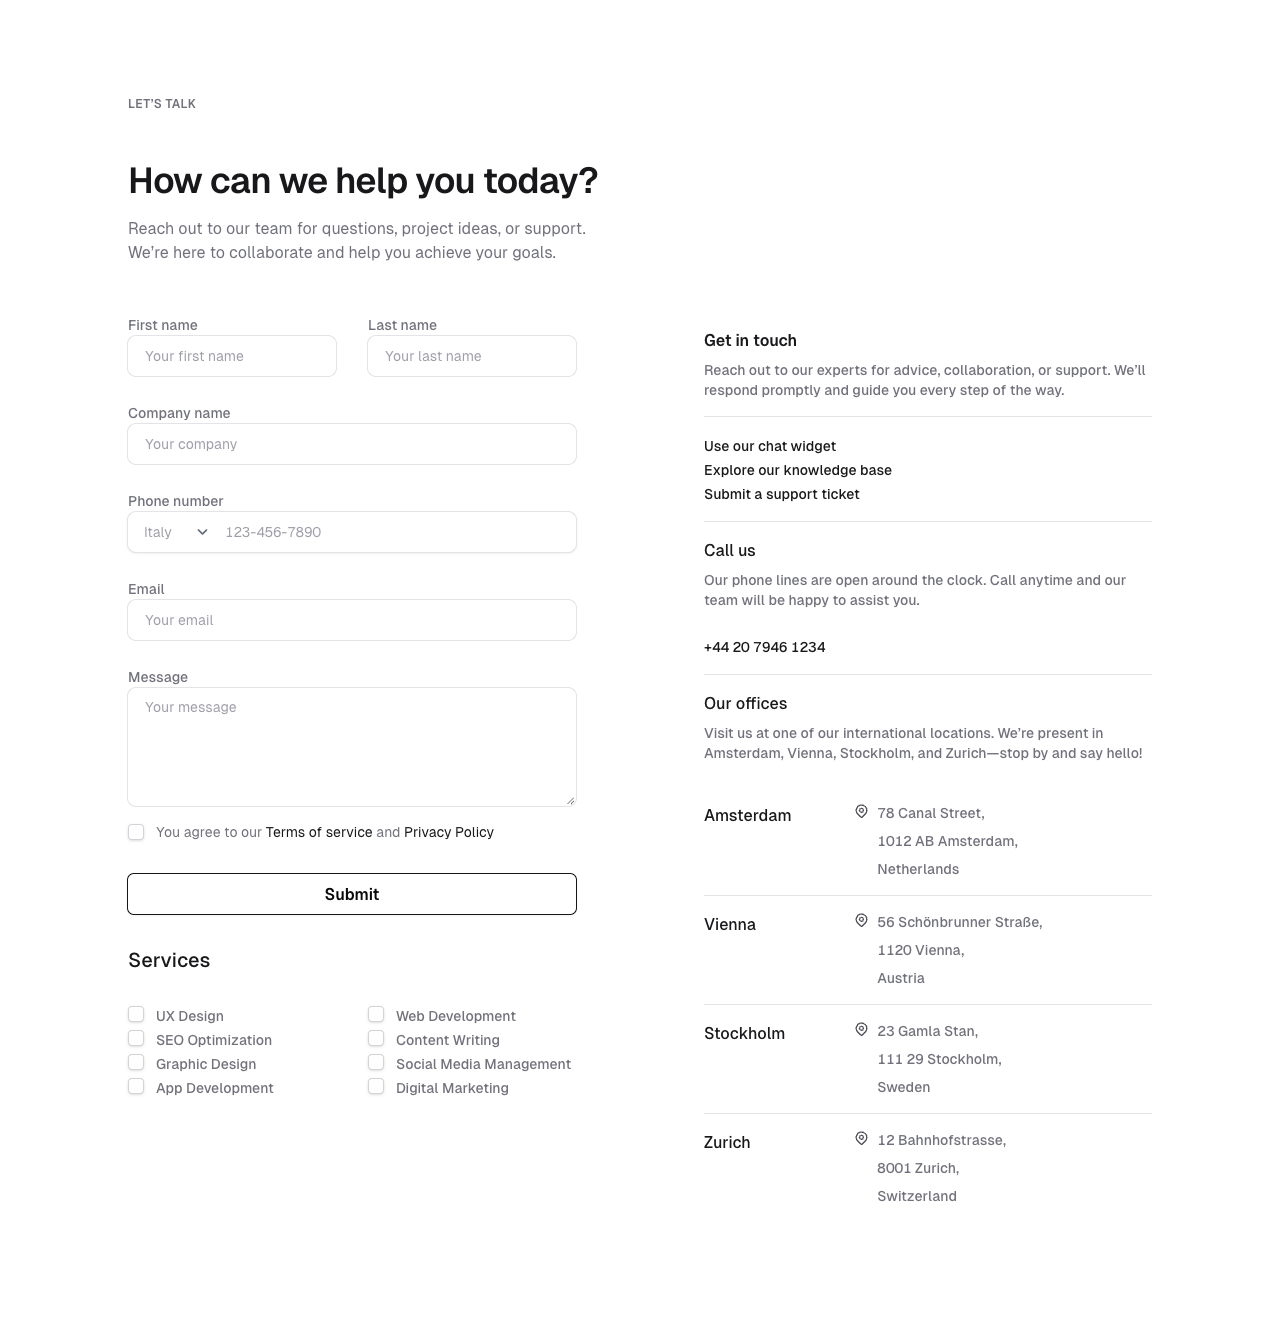 LET’S TALK
How can we help you today?
Reach out to our team for questions, project ideas, or support.
We’re here to collaborate and help you achieve your goals.
First name
Last name
Your first name
Your last name
Company name
Your company
Phone number
Italy
123-456-7890
Email
Your email
Message
Your message
You agree to our Terms of service and Privacy Policy
Submit
Services
UX Design
Web Development
SEO Optimization
Content Writing
Graphic Design
Social Media Management
App Development
Digital Marketing
Get in touch
Reach out to our experts for advice, collaboration, or support. We’ll
respond promptly and guide you every step of the way.
Use our chat widget
Explore our knowledge base
Submit a support ticket
Call us
Our phone lines are open around the clock. Call anytime and our
team will be happy to assist you.
+44 20 7946 1234
Our offices
Visit us at one of our international locations. We’re present in
Amsterdam, Vienna, Stockholm, and Zurich—stop by and say hello!
Amsterdam
78 Canal Street,
1012 AB Amsterdam,
Netherlands
Vienna
56 Schönbrunner Straße,
1120 Vienna,
Austria
Stockholm
23 Gamla Stan,
111 29 Stockholm,
Sweden
Zurich
12 Bahnhofstrasse,
8001 Zurich,
Switzerland